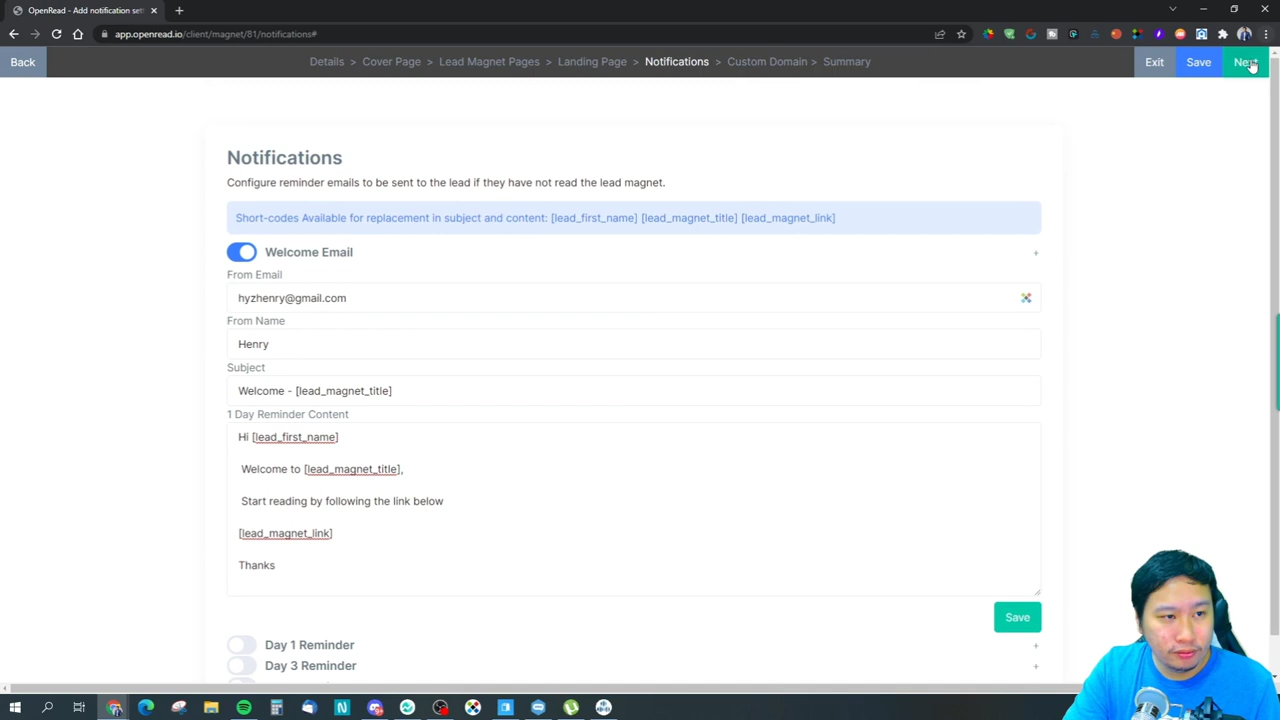 OpenRead - Add notification set
app.openread.io/client/magnet/81/notifications#
Back
Details > Cover Page > Lead Magnet Pages > Landing Page > Notifications > Custom Domain > Summary
Exit
Save
Notifications
Configure reminder emails to be sent to the lead if they have not read the lead magnet.
Short-codes Available for replacement in subject and content: [lead_first_name] [lead_magnet_title] [lead_magnet_link]
Welcome Email
+
From Email
hyzhenry@gmail.com
From Name
Henry
Subject
Welcome - [lead_magnet_title]
1 Day Reminder Content
Hi [lead_first_name]
Welcome to [lead_magnet_title],
Start reading by following the link below
[lead_magnet_link]
Thanks
Save
Day 1 Reminder
+
Day 3 Reminder
+